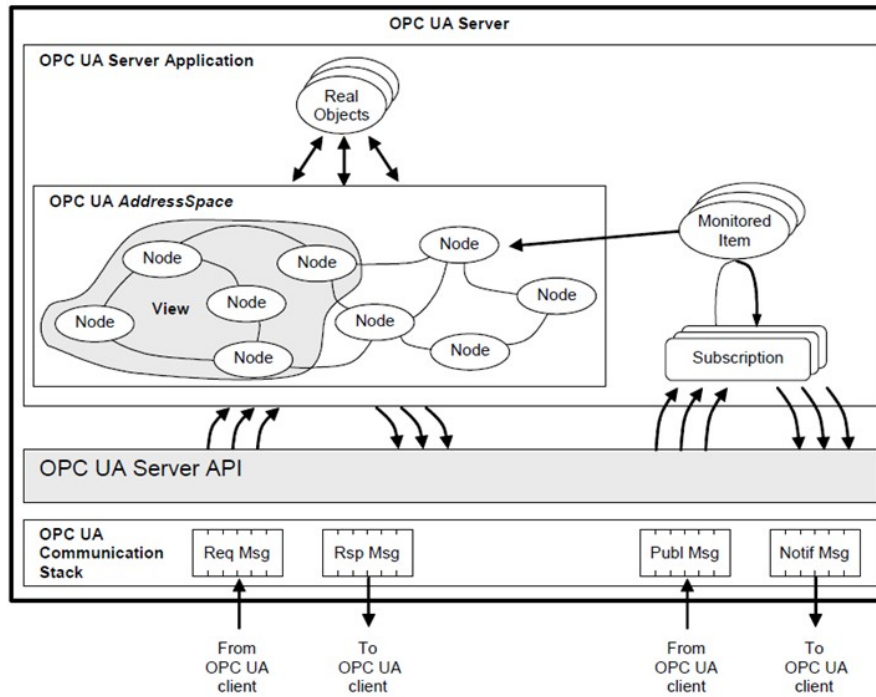 OPC UA Server
OPC UA Server Application
Real
Objects
OPC UA AddressSpace
Node
Node
Node
Node
View
Node
Node
Node
Node
Node
Monitored
Item
Subscription
OPC UA Server API
OPC UA
Communication
Stack
Req Msg
Rsp Msg
Publ Msg
Notif Msg
From
OPC UA
client
To
OPC UA
client
From
OPC UA
client
To
OPC UA
client